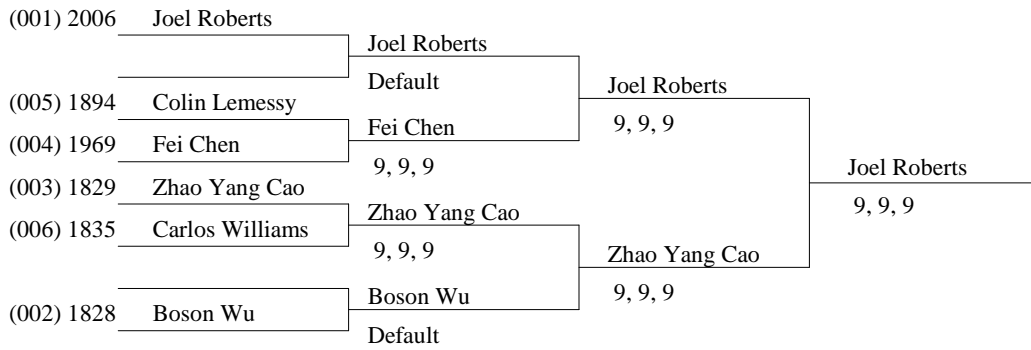 (001) 2006 Joel Roberts
Joel Roberts
Default
Joel Roberts
9, 9, 9
(005) 1894 Colin Lemessy
Fei Chen
(004) 1969 Fei Chen
9, 9, 9
Joel Roberts
9, 9, 9
(003) 1829 Zhao Yang Cao
Zhao Yang Cao
(006) 1835 Carlos Williams
9, 9, 9
Zhao Yang Cao
9, 9, 9
Boson Wu
(002) 1828 Boson Wu
Default